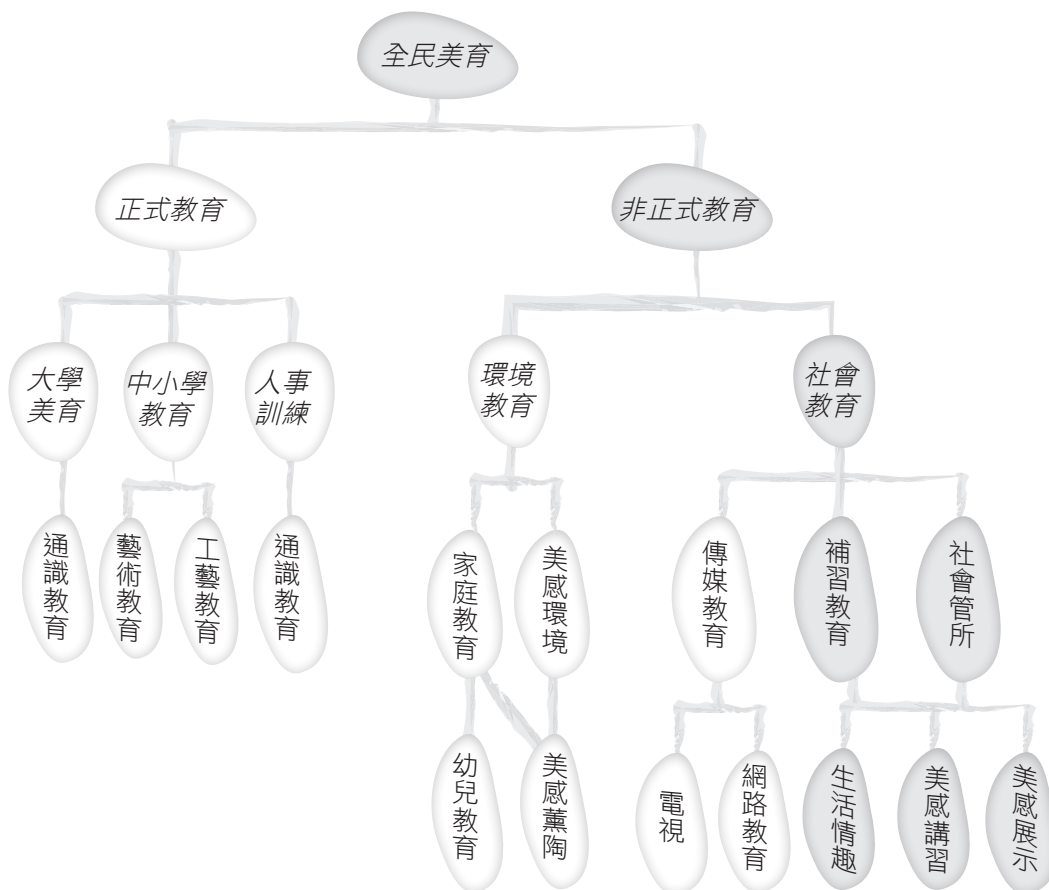 全民美育
正式教育
非正式教育
大學
美育
中小學
教育
人事
訓練
環境
教育
社會
教育
通識教育
藝術教育
工藝教育
通識教育
家庭教育
美感環境
傳媒教育
補習教育
社會管所
幼兒教育
美感薰陶
電視
網路教育
生活情趣
美感講習
美感展示